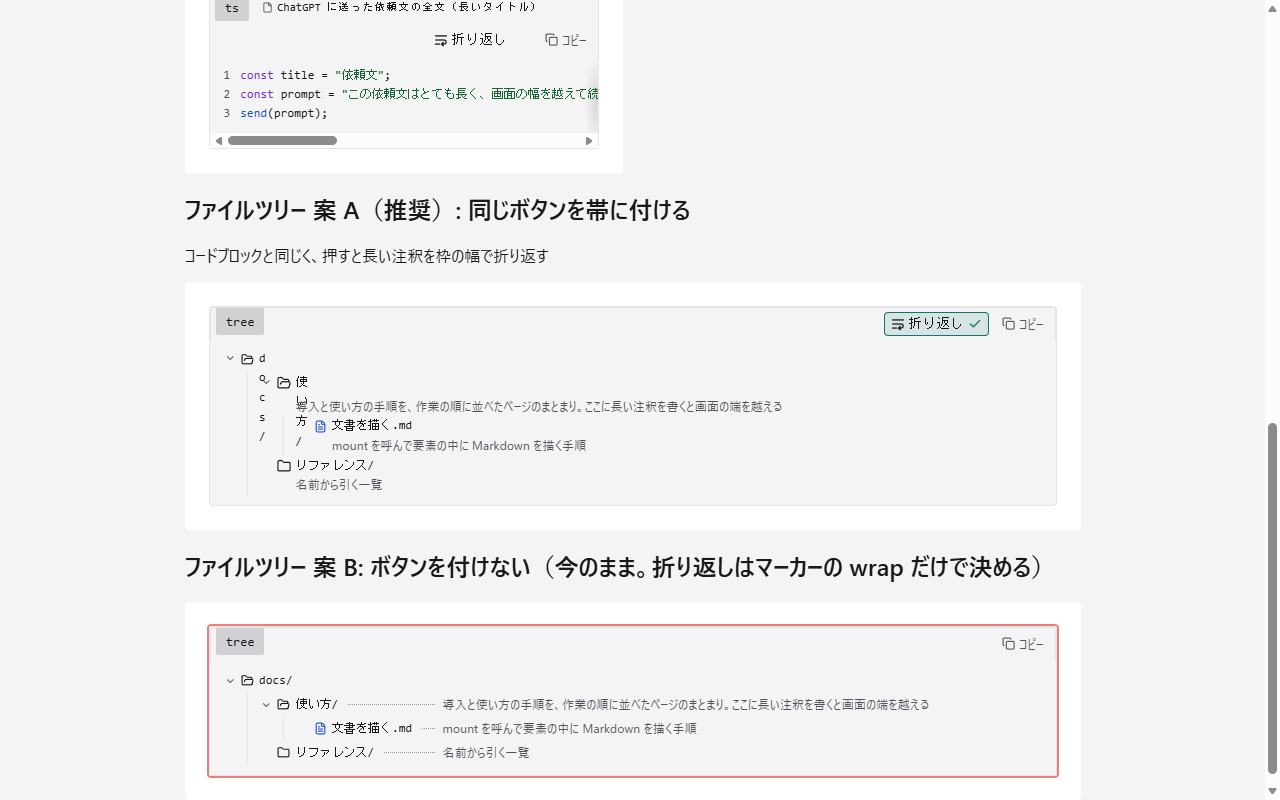 ts ChatGPT に送った依頼文の全文（長いタイトル）
折り返し コピー
1 const title = "依頼文";
2 const prompt = "この依頼文はとても長く、画面の幅を越えて続
3 send(prompt);
ファイルツリー 案 A（推奨）: 同じボタンを帯に付ける
コードブロックと同じく、押すと長い注釈を枠の幅で折り返す
tree 折り返し コピー
docs/
使い方/
導入と使い方の手順を、作業の順に並べたページのまとまり。ここに長い注釈を書くと画面の端を越える
文書を描く.md
mount を呼んで要素の中に Markdown を描く手順
リファレンス/
名前から引く一覧
ファイルツリー 案 B: ボタンを付けない（今のまま。折り返しはマーカーの wrap だけで決める）
tree コピー
docs/
使い方/ 導入と使い方の手順を、作業の順に並べたページのまとまり。ここに長い注釈を書くと画面の端を越える
文書を描く.md mount を呼んで要素の中に Markdown を描く手順
リファレンス/ 名前から引く一覧